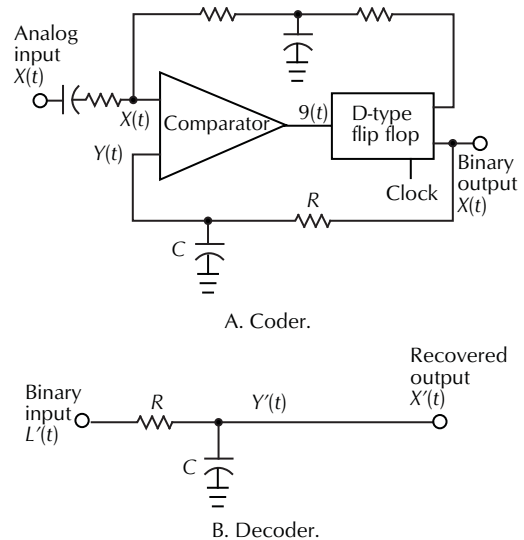 Analog
input
X(t)
X(t)
Comparator
9(t)
D-type
flip flop
Y(t)
Clock
Binary
output
X(t)
R
C
A. Coder.
Binary
input
L'(t)
R
Y'(t)
Recovered
output
X'(t)
C
B. Decoder.